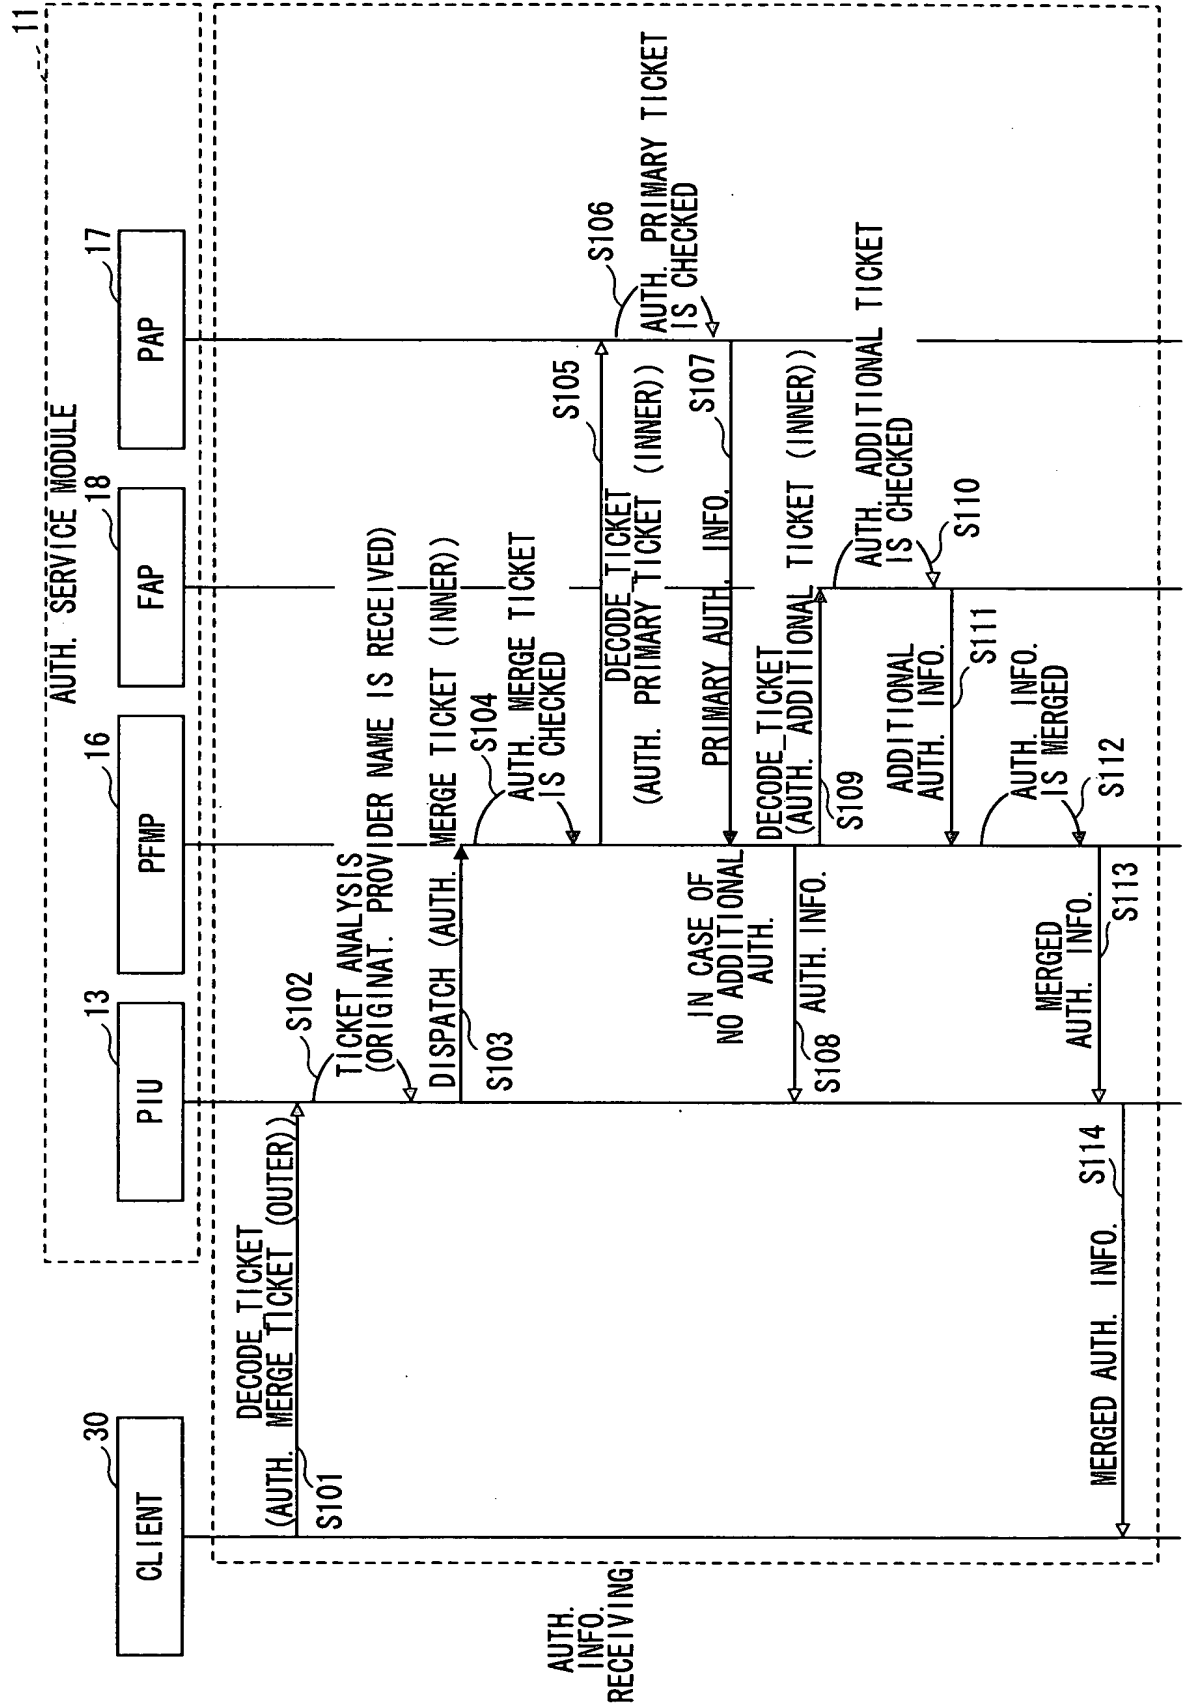 11
AUTH. SERVICE MODULE
30
CLIENT
13
PIU
16
PFMP
18
FAP
17
PAP
AUTH.
INFO.
RECEIVING
DECODE_TICKET
(AUTH. MERGE TICKET (OUTER))
S101
S102
TICKET ANALYSIS
(ORIGINAT. PROVIDER NAME IS RECEIVED)
DISPATCH (AUTH. MERGE TICKET (INNER))
S103
S104
AUTH. MERGE TICKET
IS CHECKED
S105
DECODE_TICKET
(AUTH. PRIMARY TICKET (INNER))
S106
AUTH. PRIMARY TICKET
IS CHECKED
S107
PRIMARY AUTH. INFO.
IN CASE OF
NO ADDITIONAL
AUTH.
AUTH. INFO.
S108
DECODE_TICKET
(AUTH. ADDITIONAL TICKET (INNER))
S109
AUTH. ADDITIONAL TICKET
IS CHECKED
S110
ADDITIONAL
AUTH. INFO.
S111
AUTH. INFO.
IS MERGED
S112
MERGED
AUTH. INFO.
S113
MERGED AUTH. INFO.
S114